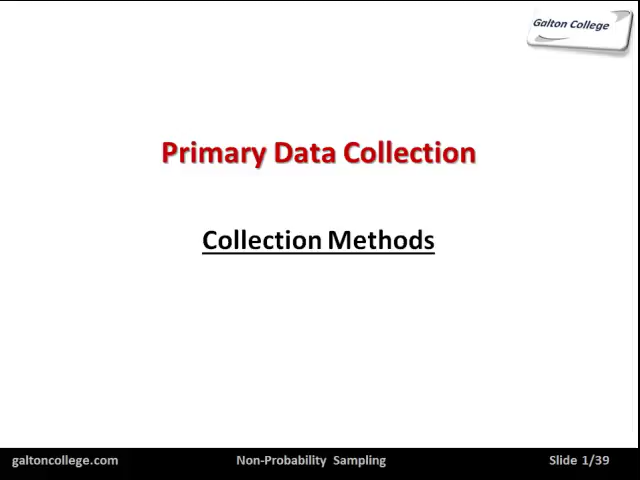 Galton College
Primary Data Collection
Collection Methods
galtoncollege.com Non-Probability Sampling Slide 1/39